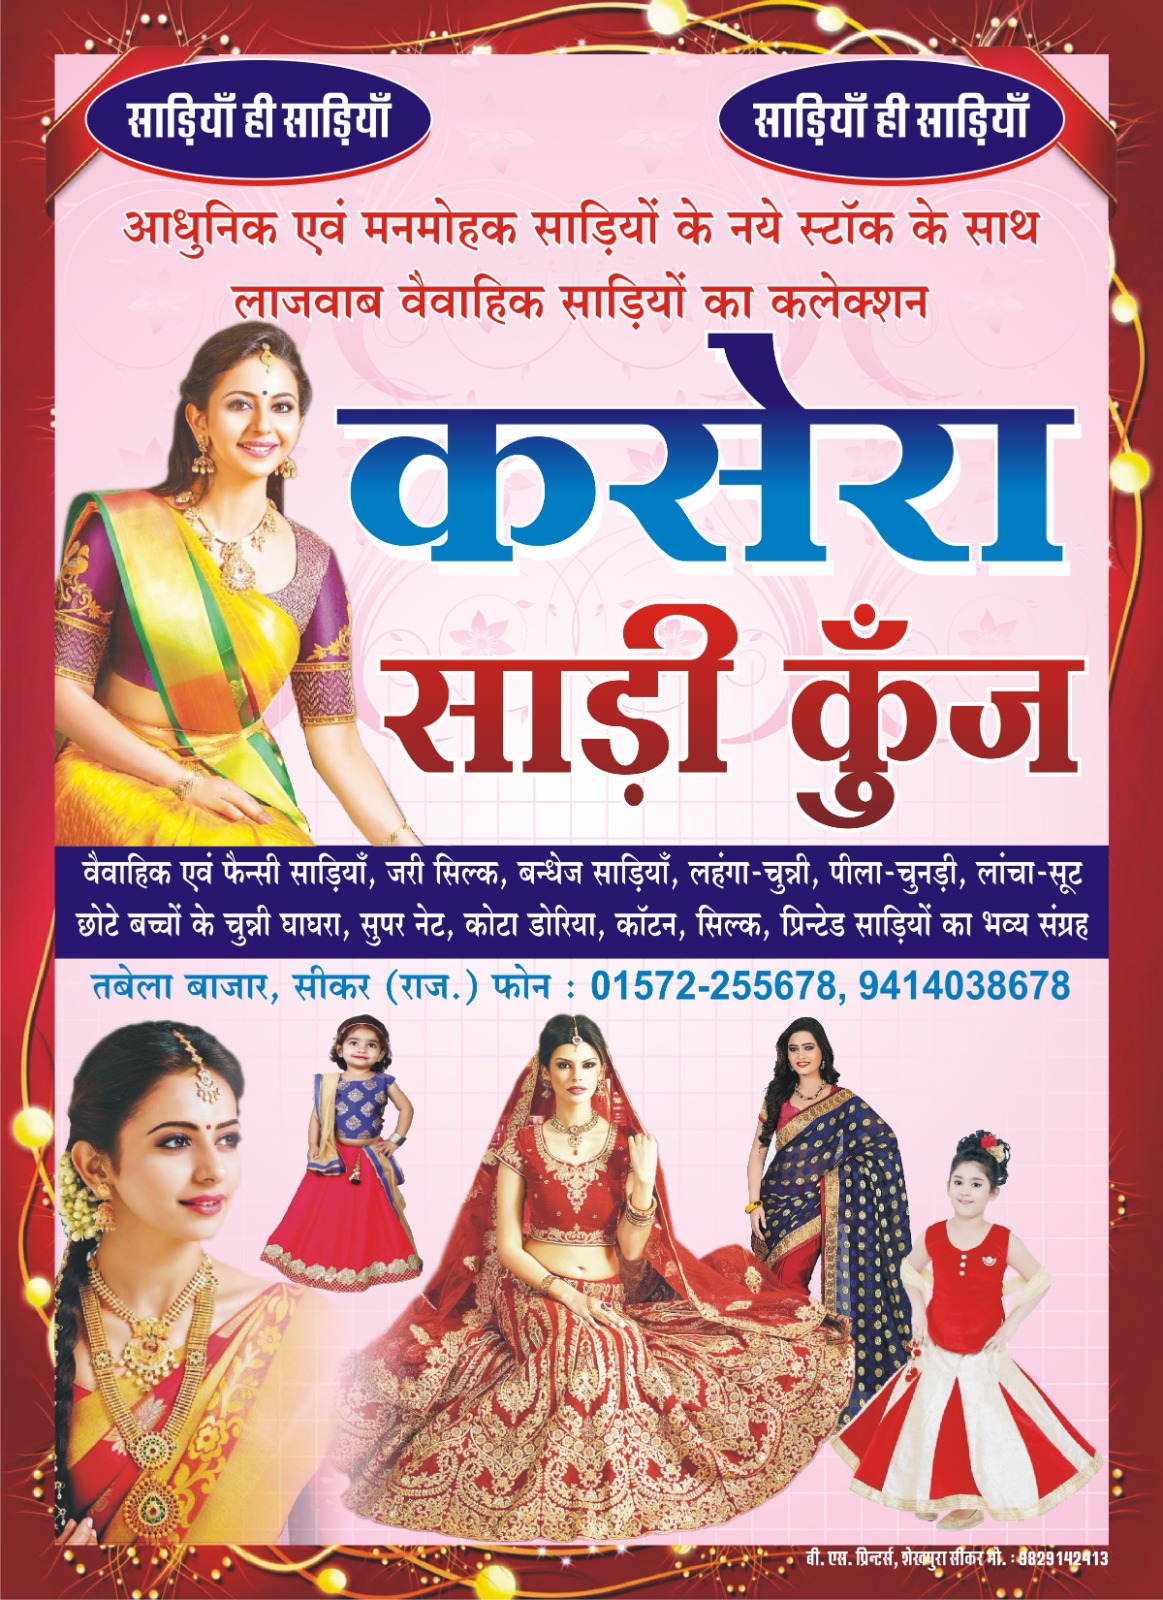 साड़ियाँ ही साड़ियाँ
साड़ियाँ ही साड़ियाँ
आधुनिक एवं मनमोहक साड़ियों के नये स्टॉक के साथ
लाजवाब वैवाहिक साड़ियों का कलेक्शन
कसेरा
साड़ी कुँज
वैवाहिक एवं फैन्सी साड़ियाँ, जरी सिल्क, बन्धेज साड़ियाँ, लहंगा-चुन्नी, पीला-चुनड़ी, लांचा-सूट
छोटे बच्चों के चुन्नी घाघरा, सुपर नेट, कोटा डोरिया, कॉटन, सिल्क, प्रिन्टेड साड़ियों का भव्य संग्रह
तबेला बाजार, सीकर (राज.) फोन : 01572-255678, 9414038678
बी. एस. प्रिन्टर्स, शेखपुरा सीकर मो. : 9829142413